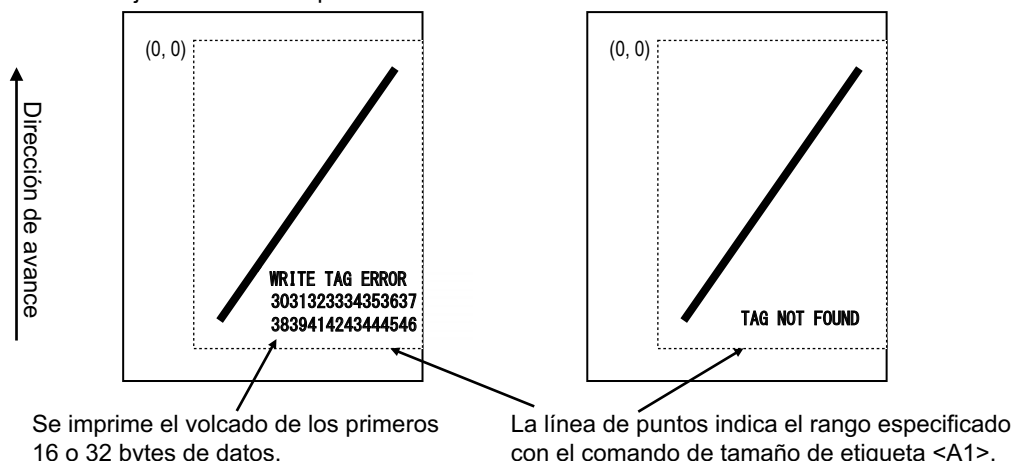 (0, 0)
(0, 0)
Dirección de avance
WRITE TAG ERROR
3031323334353637
3839414243444546
TAG NOT FOUND
Se imprime el volcado de los primeros
16 o 32 bytes de datos.
La línea de puntos indica el rango especificado
con el comando de tamaño de etiqueta <A1>.